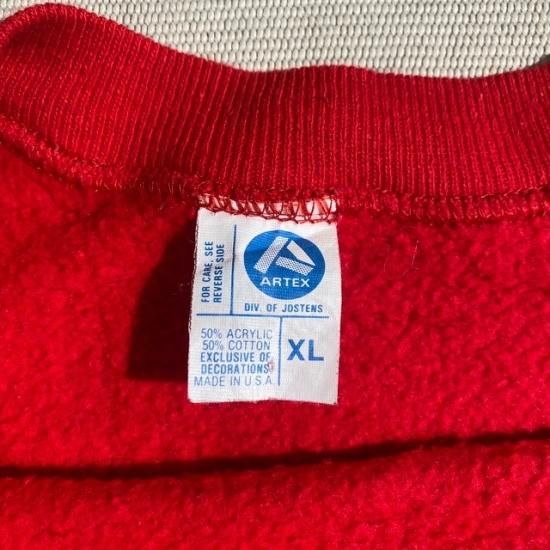 FOR CARE, SEE
REVERSE SIDE
ARTEX
DIV. OF JOSTENS
50% ACRYLIC
50% COTTON
EXCLUSIVE OF
DECORATIONS
MADE IN U.S.A.
XL